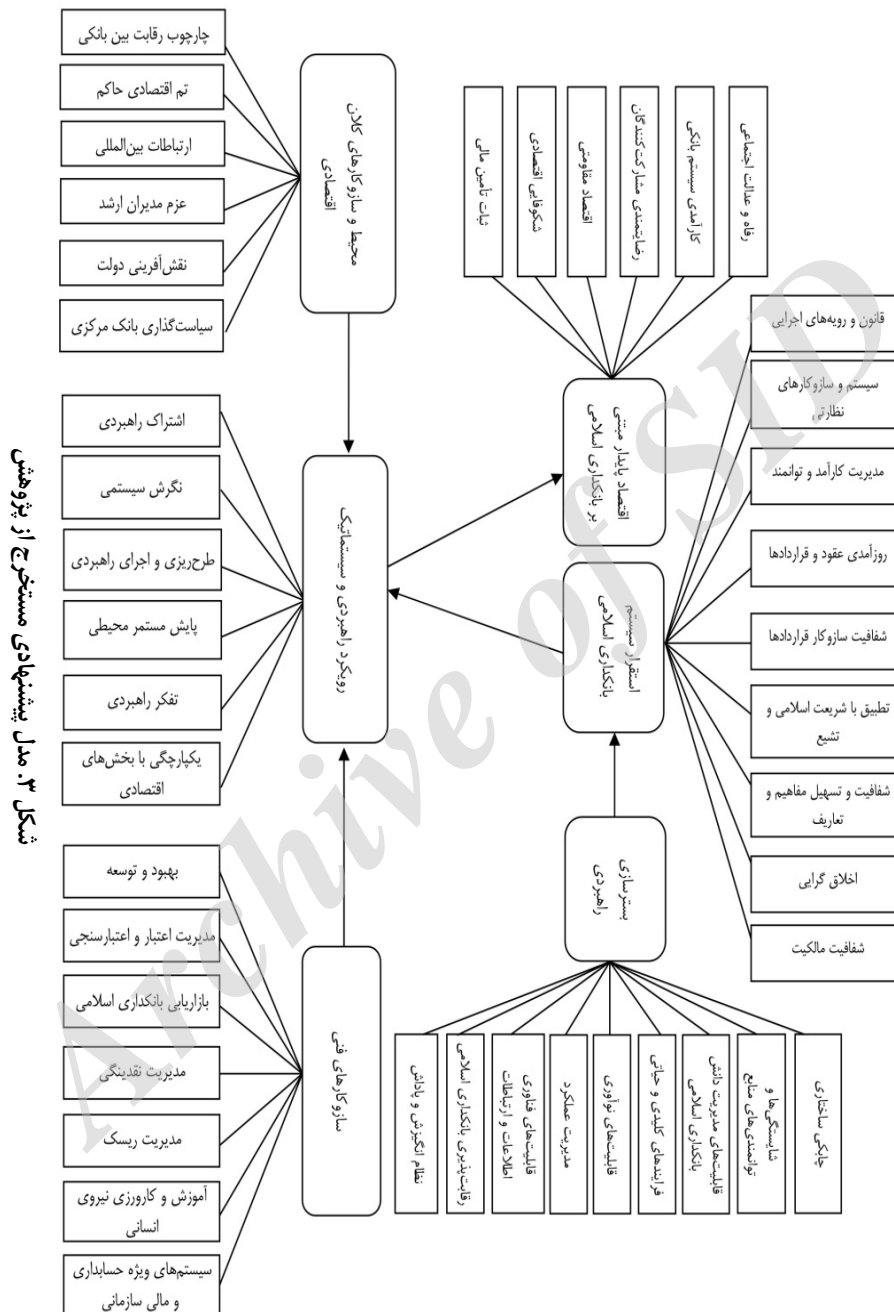 چارچوب رقابت بین بانکی
تم اقتصادی حاکم
ارتباطات بین‌المللی
عزم مدیران ارشد
نقش‌آفرینی دولت
سیاست‌گذاری بانک مرکزی
محیط و سازوکارهای کلان
اقتصادی
ثبات تأمین مالی
شکوفایی اقتصادی
اقتصاد مقاومتی
رضایتمندی مشارکت‌کنندگان
کارآمدی سیستم بانکی
رفاه و عدالت اجتماعی
اقتصاد پایدار مبتنی
بر بانکداری اسلامی
قانون و رویه‌های اجرایی
سیستم و سازوکارهای
نظارتی
مدیریت کارآمد و توانمند
روزآمدی عقود و قراردادها
شفافیت سازوکار قراردادها
تطبیق با شریعت اسلامی و
تشیع
شفافیت و تسهیل مفاهیم و
تعاریف
اخلاق گرایی
شفافیت مالکیت
استقرار سیستم
بانکداری اسلامی
اشتراک راهبردی
نگرش سیستمی
طرح‌ریزی و اجرای راهبردی
پایش مستمر محیطی
تفکر راهبردی
یکپارچگی با بخش‌های
اقتصادی
رویکرد راهبردی و سیستماتیک
بسترسازی
راهبردی
نظام انگیزش و پاداش
رقابت‌پذیری بانکداری اسلامی
قابلیت‌های فناوری
اطلاعات و ارتباطات
مدیریت عملکرد
قابلیت‌های نوآوری
فرایندهای کلیدی و حیاتی
قابلیت‌های مدیریت دانش
بانکداری اسلامی
شایستگی‌ها و
توانمندی‌های منابع
چابکی ساختاری
بهبود و توسعه
مدیریت اعتبار و اعتبارسنجی
بازاریابی بانکداری اسلامی
مدیریت نقدینگی
مدیریت ریسک
آموزش و کارورزی نیروی
انسانی
سیستم‌های ویژه حسابداری
و مالی سازمانی
سازوکارهای فنی
شکل ۳. مدل پیشنهادی مستخرج از پژوهش
Archive of SID